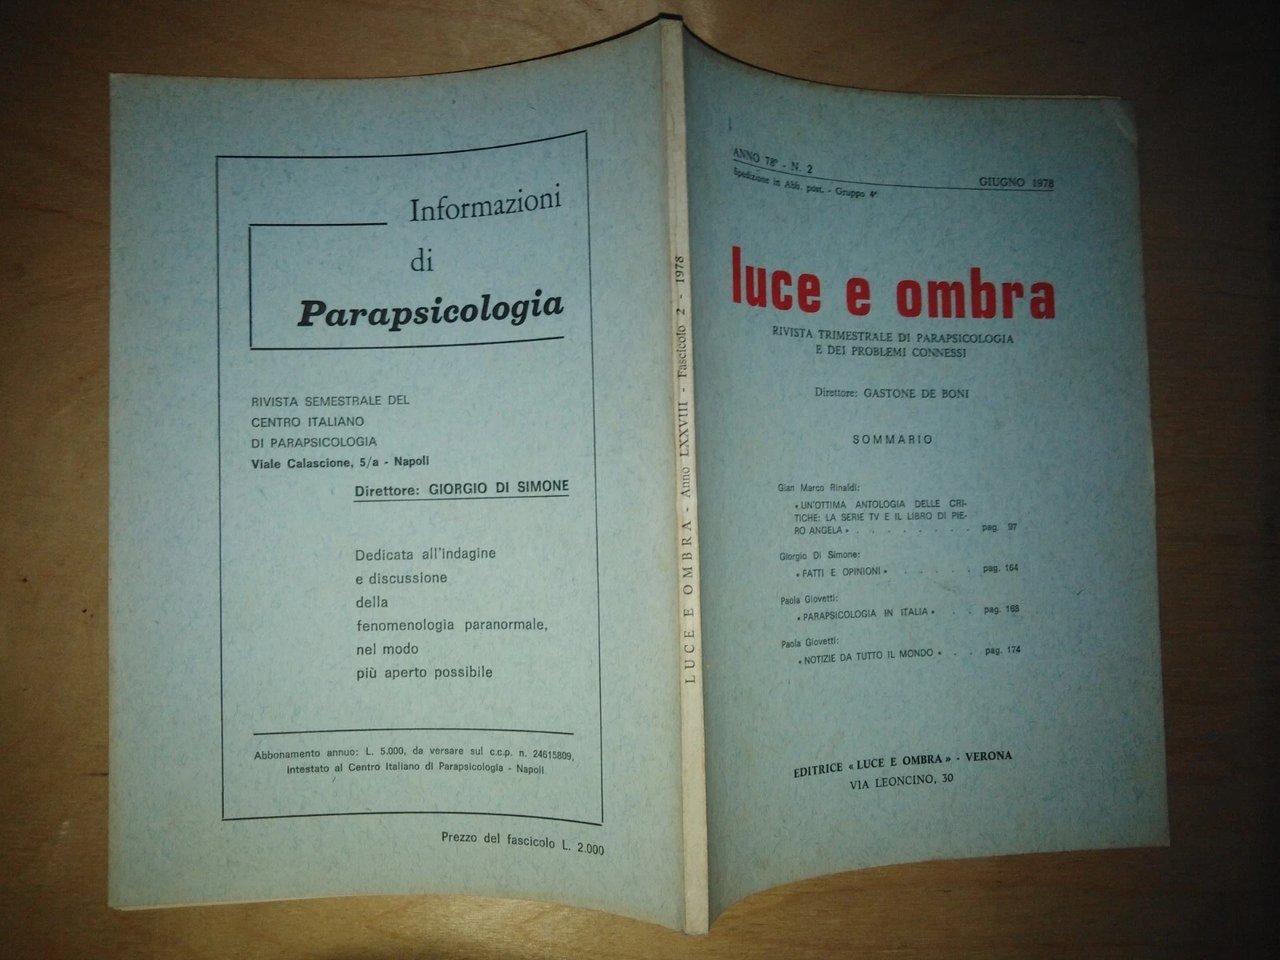 Informazioni
di
Parapsicologia
RIVISTA SEMESTRALE DEL
CENTRO ITALIANO
DI PARAPSICOLOGIA
Viale Calascione, 5/a - Napoli
Direttore: GIORGIO DI SIMONE
Dedicata all'indagine
e discussione
della
fenomenologia paranormale,
nel modo
più aperto possibile
Abbonamento annuo: L. 5.000, da versare sul c.c.p. n. 24615809,
intestato al Centro Italiano di Parapsicologia - Napoli
Prezzo del fascicolo L. 2.000
LUCE E OMBRA - Anno LXXVIII - Fascicolo 2 - 1978
ANNO 78° - N. 2
GIUGNO 1978
Spedizione in Abb. post. - Gruppo 4°
luce e ombra
RIVISTA TRIMESTRALE DI PARAPSICOLOGIA
E DEI PROBLEMI CONNESSI
Direttore: GASTONE DE BONI
SOMMARIO
Gian Marco Rinaldi:
«UN'OTTIMA ANTOLOGIA DELLE CRI-
TICHE: LA SERIE TV E IL LIBRO DI PIE-
RO ANGELA» . . . . . . . . . pag. 97
Giorgio Di Simone:
«FATTI E OPINIONI» . . . . . . pag. 164
Paola Giovetti:
«PARAPSICOLOGIA IN ITALIA» . . pag. 168
Paola Giovetti:
«NOTIZIE DA TUTTO IL MONDO» . . pag. 174
EDITRICE «LUCE E OMBRA» - VERONA
VIA LEONCINO, 30